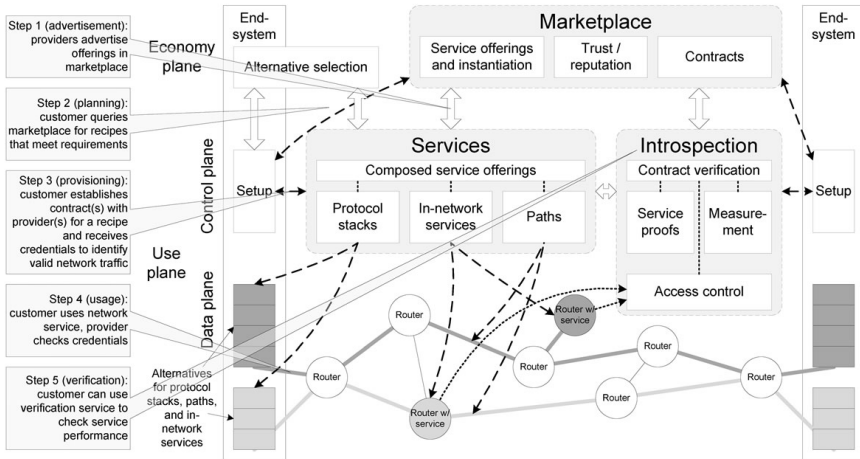 Step 1 (advertisement):
providers advertise
offerings in
marketplace
Step 2 (planning):
customer queries
marketplace for recipes
that meet requirements
Step 3 (provisioning):
customer establishes
contract(s) with
provider(s) for a recipe
and receives
credentials to identify
valid network traffic
Step 4 (usage):
customer uses network
service, provider
checks credentials
Step 5 (verification):
customer can use
verification service to
check service
performance
Economy
plane
Use
plane
Control plane
Data plane
Alternatives
for protocol
stacks, paths,
and in-
network
services
End-
system
Alternative selection
Setup
Marketplace
Service offerings
and instantiation
Trust /
reputation
Contracts
Services
Composed service offerings
Protocol
stacks
In-network
services
Paths
Introspection
Contract verification
Service
proofs
Measure-
ment
Access control
End-
system
Setup
Router
Router
Router w/
service
Router
Router w/
service
Router
Router
Router